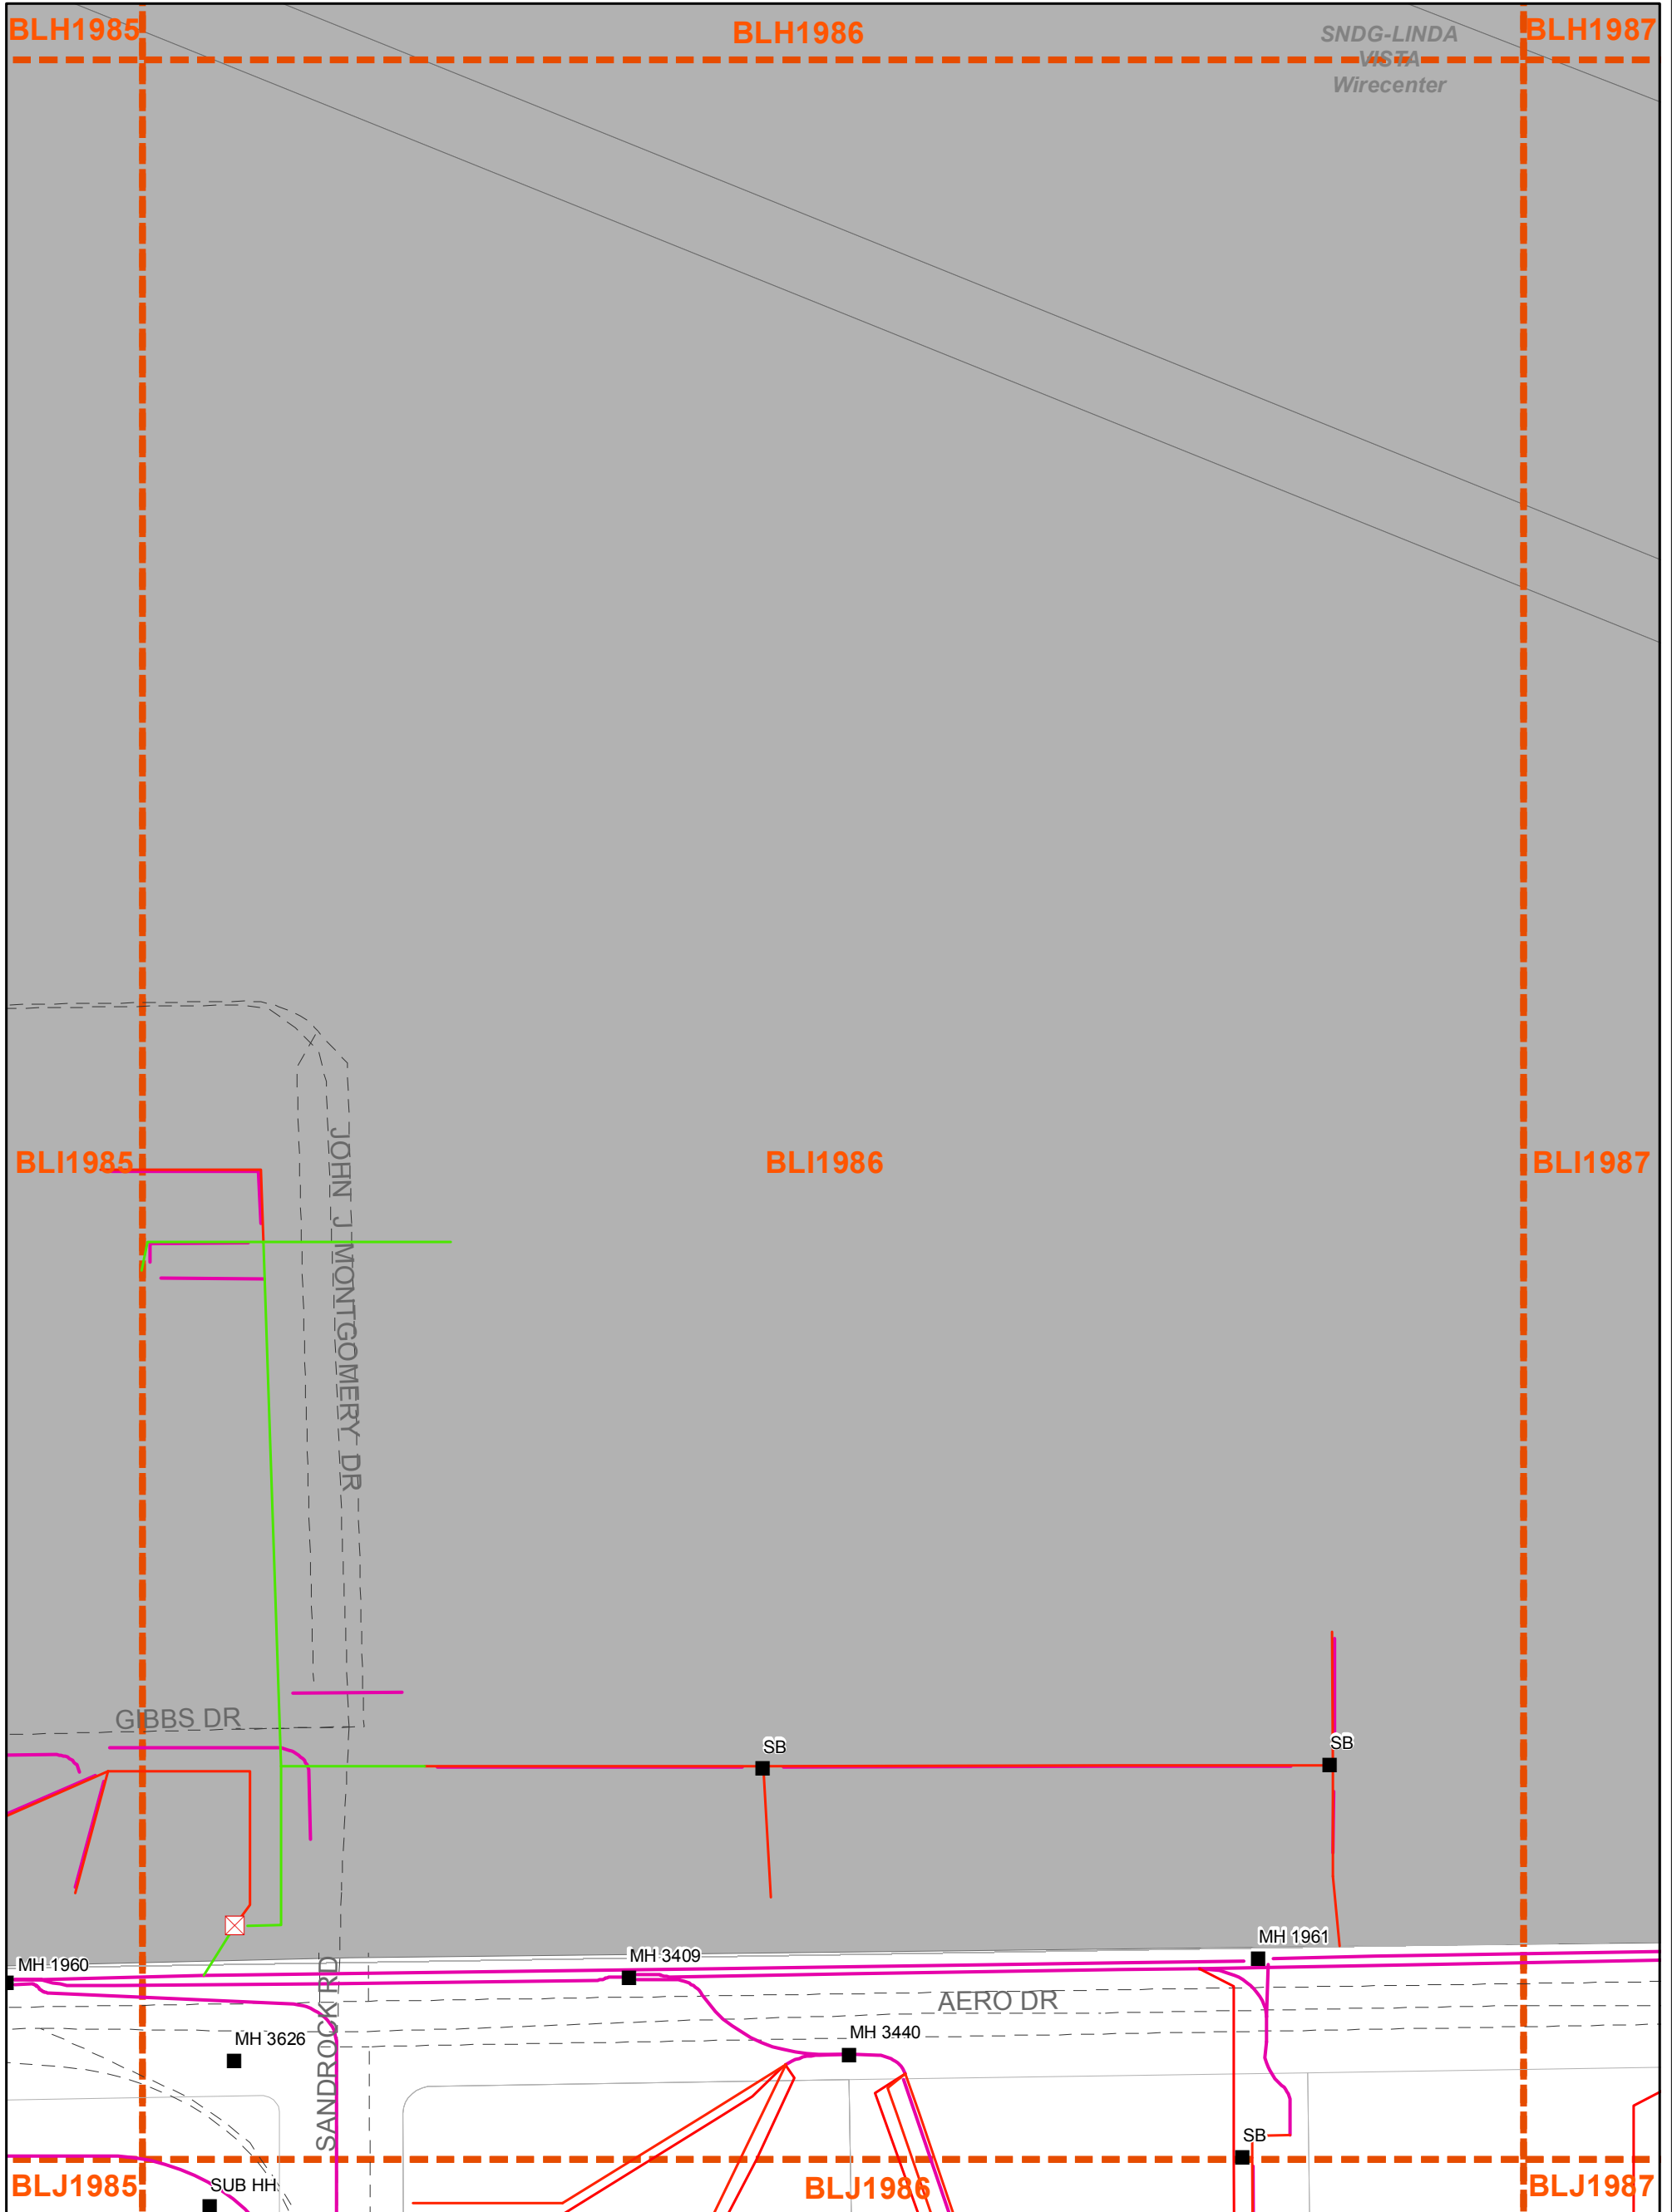 BLH1985
BLH1986
SNDG-LINDA
VISTA
Wirecenter
BLH1987
BLI1985
BLI1986
BLI1987
JOHN J MONTGOMERY DR
GIBBS DR
SB
SB
MH 1960
MH 3409
MH 1961
AERO DR
MH 3626
MH 3440
SANDROCK RD
SB
BLJ1985
SUB HH
BLJ1986
BLJ1987